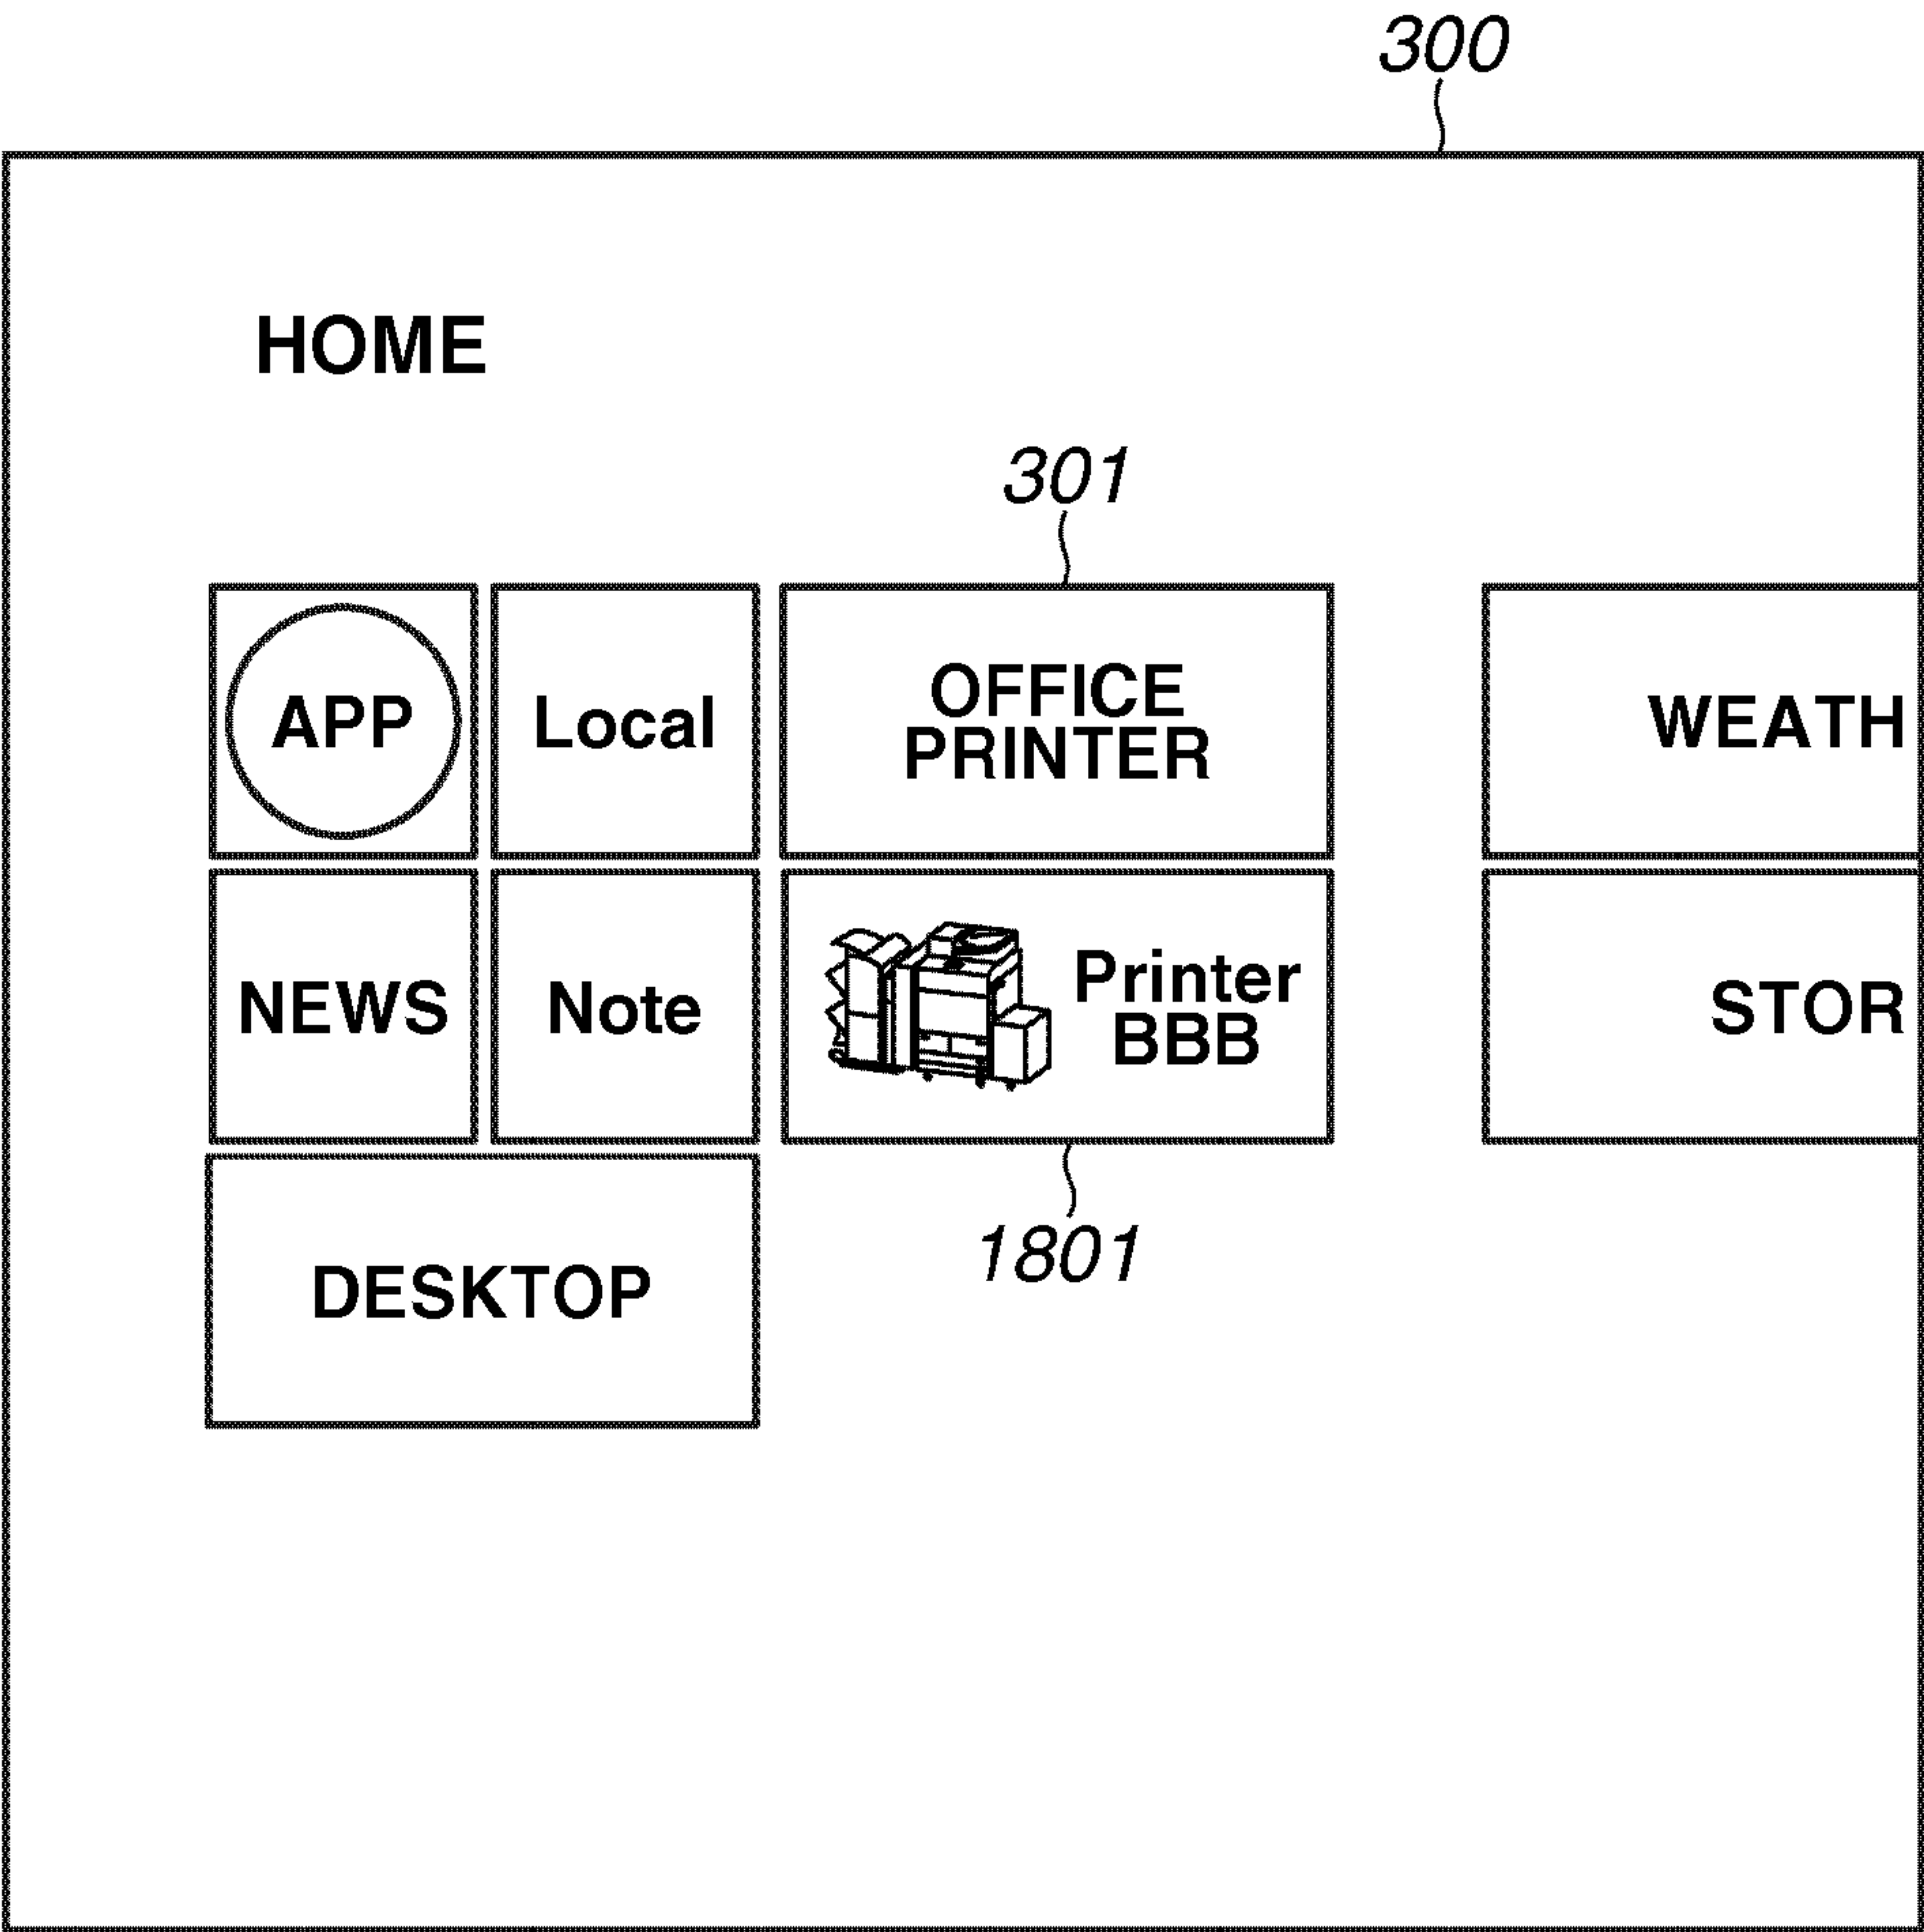 300
HOME
301
APP
Local
OFFICE
PRINTER
WEATH
NEWS
Note
Printer
BBB
STOR
DESKTOP
1801